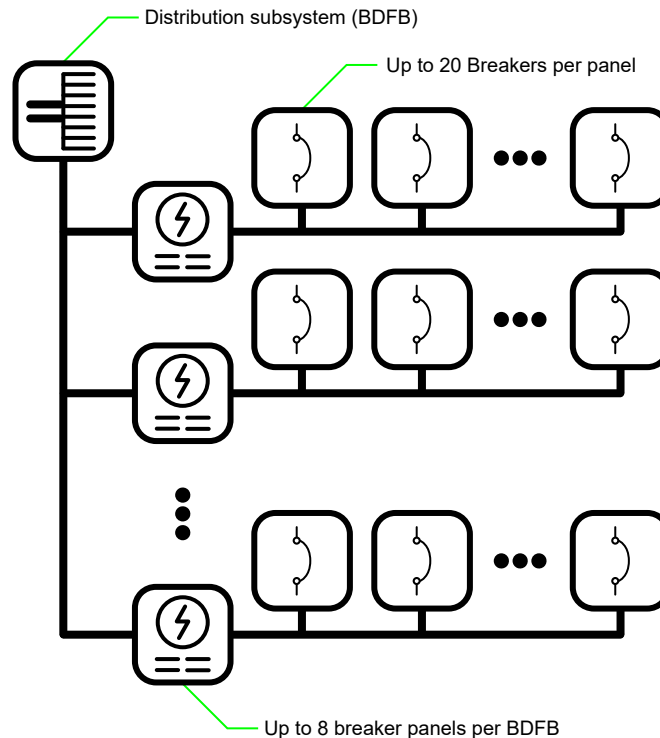 Distribution subsystem (BDFB)
Up to 20 Breakers per panel
Up to 8 breaker panels per BDFB